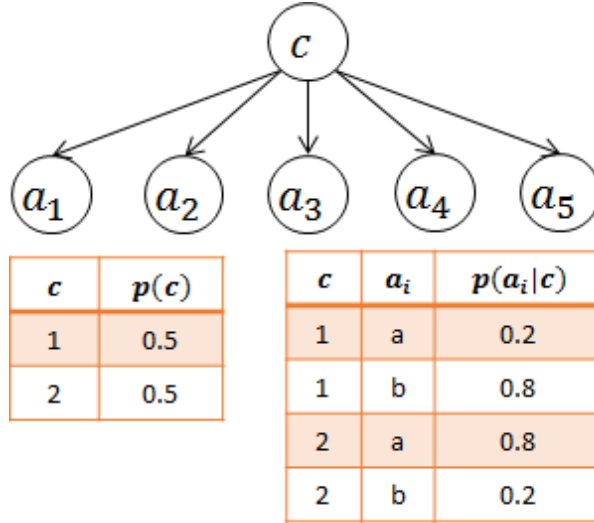 c
a₁ a₂ a₃ a₄ a₅
c p(c)
1 0.5
2 0.5
c aᵢ p(aᵢ|c)
1 a 0.2
1 b 0.8
2 a 0.8
2 b 0.2